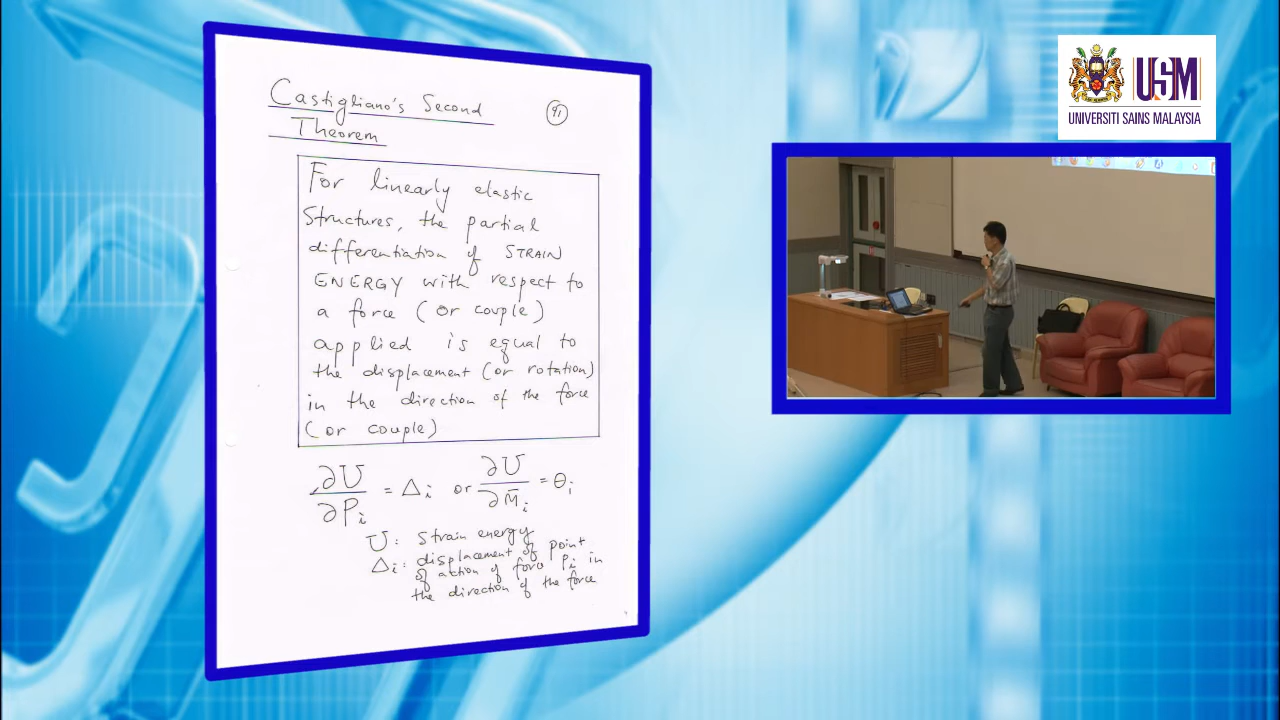 Castigliano's Second
Theorem
91
For linearly elastic
Structures, the partial
differentiation of STRAIN
ENERGY with respect to
a force (or couple)
applied is equal to
the displacement (or rotation)
in the direction of the force
(or couple)
∂U/∂Pᵢ = Δᵢ or ∂U/∂M̄ᵢ = θᵢ
U: Strain energy
Δᵢ: displacement of point
of action of force Pᵢ in
the direction of the force
USM
UNIVERSITI SAINS MALAYSIA